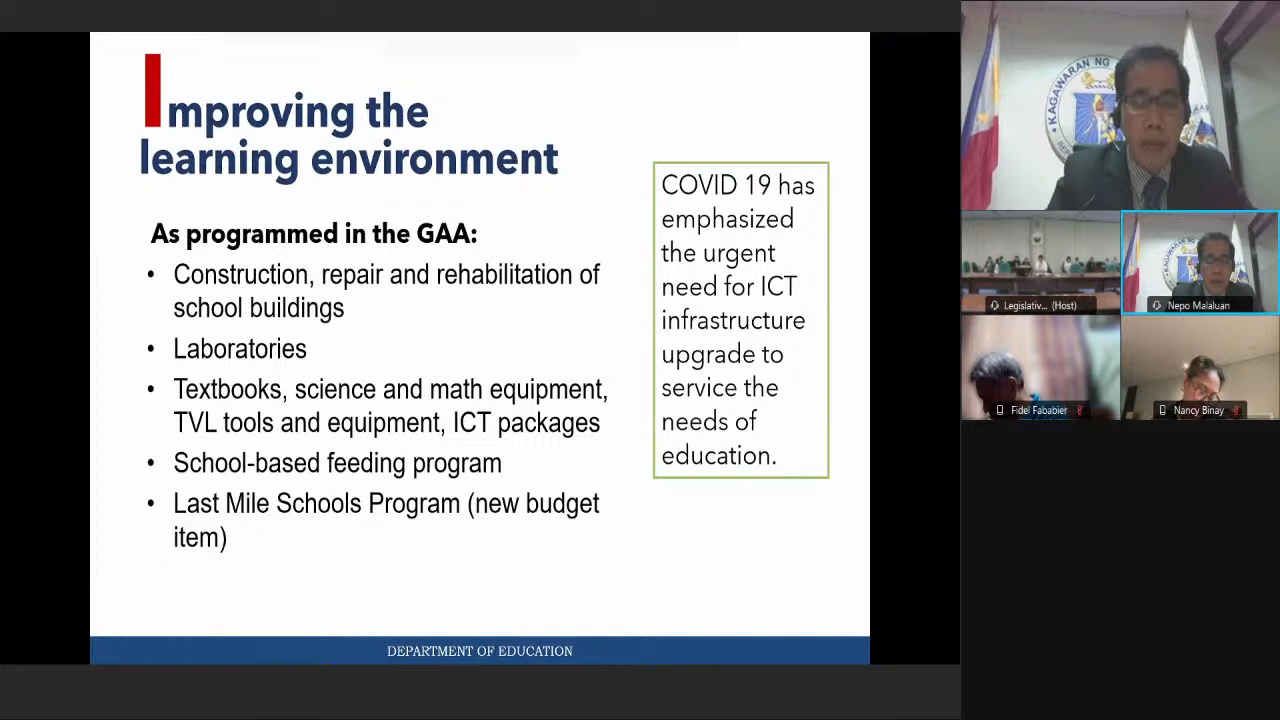 Improving the
learning environment
As programmed in the GAA:
• Construction, repair and rehabilitation of
school buildings
• Laboratories
• Textbooks, science and math equipment,
TVL tools and equipment, ICT packages
• School-based feeding program
• Last Mile Schools Program (new budget
item)
COVID 19 has
emphasized
the urgent
need for ICT
infrastructure
upgrade to
service the
needs of
education.
DEPARTMENT OF EDUCATION
KAGAWARAN NG
Legislativ... (Host)
Nepo Malaluan
Fidel Fababier
Nancy Binay